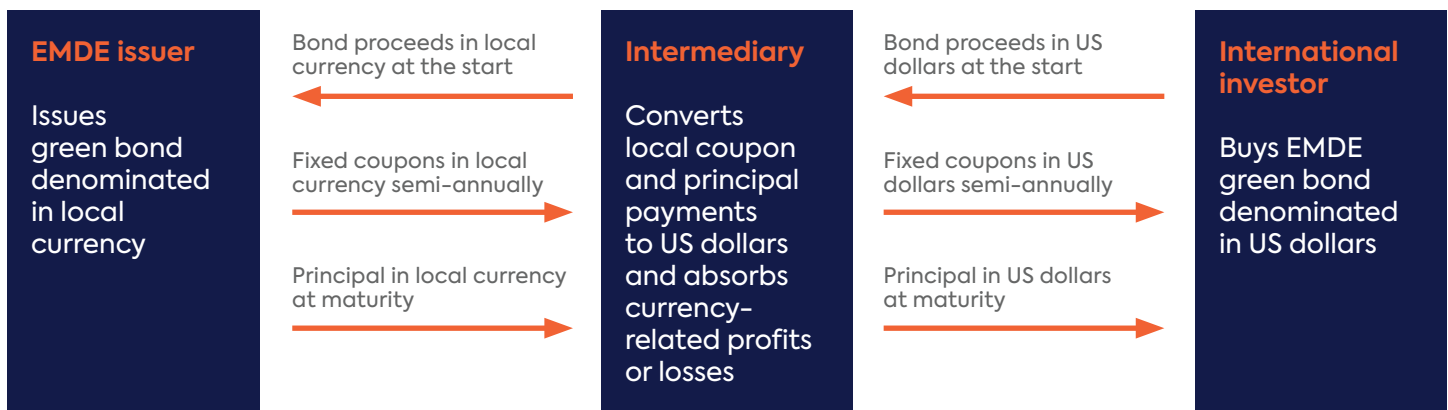 EMDE issuer
Issues
green bond
denominated
in local
currency
Bond proceeds in local
currency at the start
Fixed coupons in local
currency semi-annually
Principal in local currency
at maturity
Intermediary
Converts
local coupon
and principal
payments
to US dollars
and absorbs
currency-
related profits
or losses
Bond proceeds in US
dollars at the start
Fixed coupons in US
dollars semi-annually
Principal in US dollars
at maturity
International
investor
Buys EMDE
green bond
denominated
in US dollars